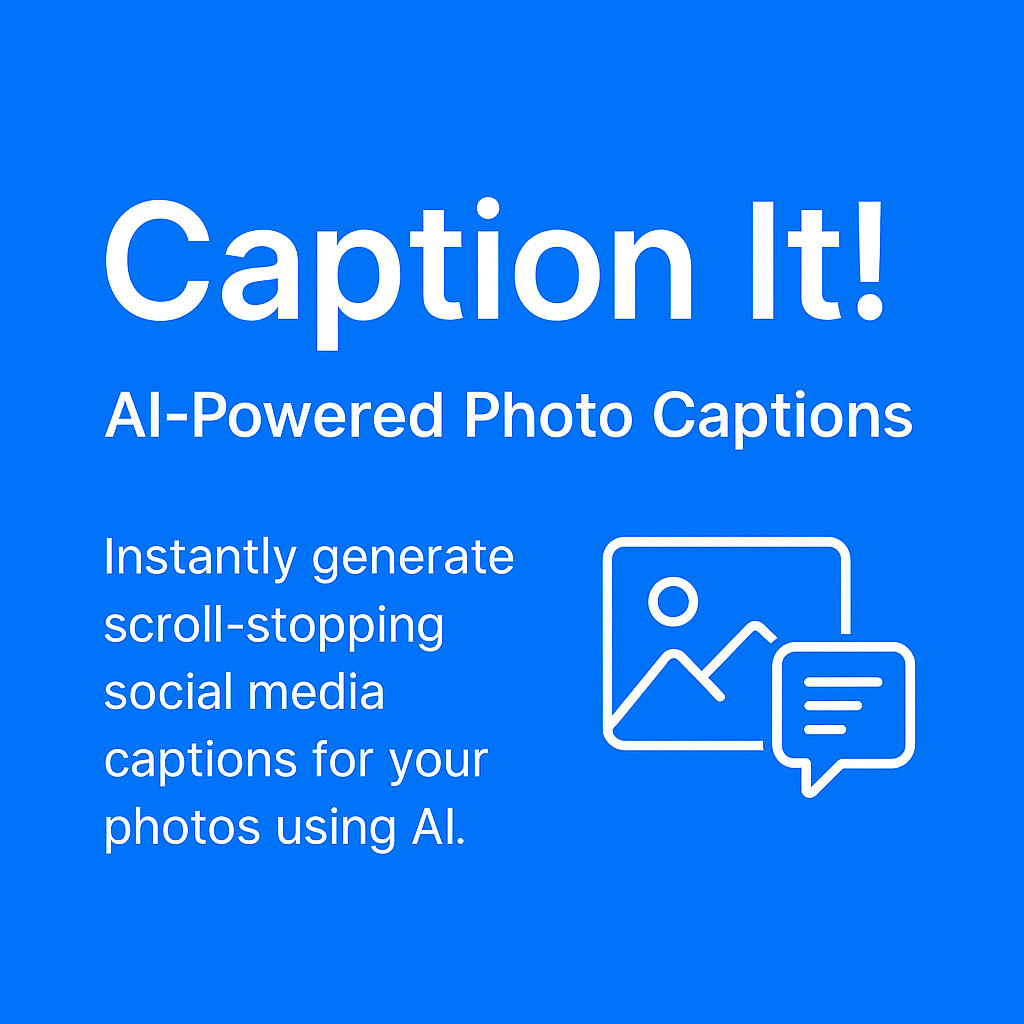 Caption It!
AI-Powered Photo Captions
Instantly generate
scroll-stopping
social media
captions for your
photos using AI.